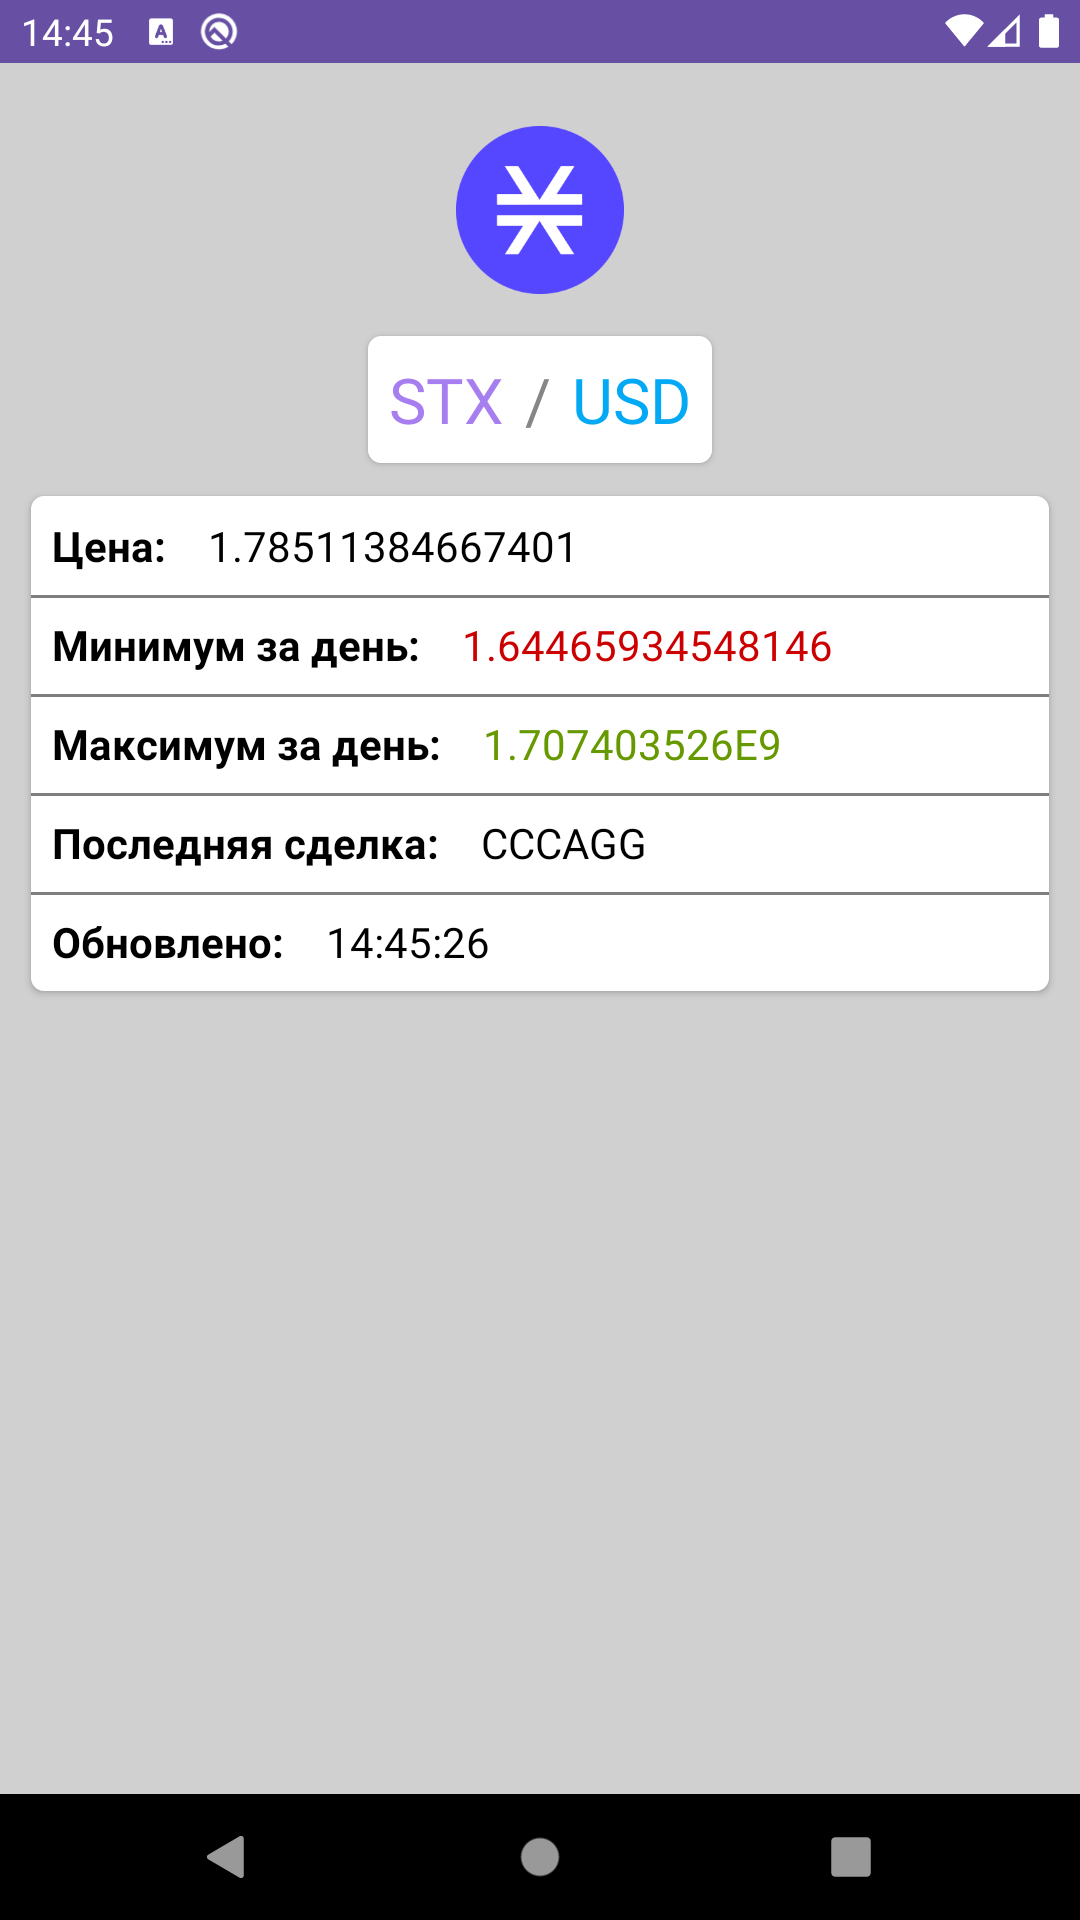 14:45
STX / USD
Цена: 1.78511384667401
Минимум за день: 1.64465934548146
Максимум за день: 1.707403526E9
Последняя сделка: CCCAGG
Обновлено: 14:45:26